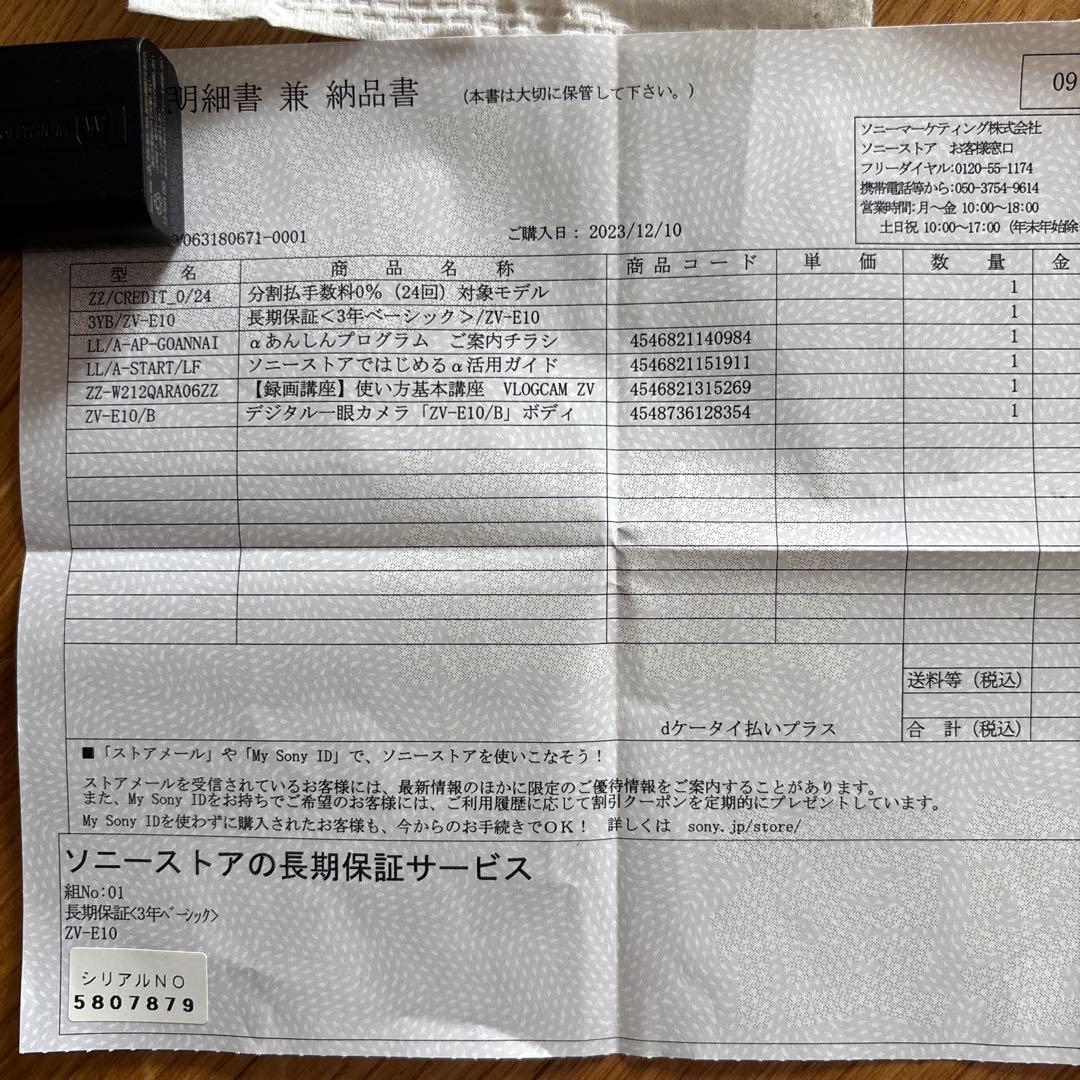 明細書 兼 納品書 (本書は大切に保管して下さい。)
09
ソニーマーケティング株式会社
ソニーストア お客様窓口
フリーダイヤル:0120-55-1174
携帯電話等から:050-3754-9614
営業時間:月～金 10:00～18:00
土日祝 10:00～17:00 (年末年始除
063180671-0001
ご購入日: 2023/12/10
型 名 商 品 名 称 商品コード 単 価 数 量 金
ZZ/CREDIT_0/24 分割払手数料0% (24回) 対象モデル 1
3YB/ZV-E10 長期保証<3年ベーシック>/ZV-E10 1
LL/A-AP-GOANNAI αあんしんプログラム ご案内チラシ 4546821140984 1
LL/A-START/LF ソニーストアではじめるα活用ガイド 4546821151911 1
ZZ-W212QARA06ZZ 【録画講座】使い方基本講座 VLOGCAM ZV 4546821315269 1
ZV-E10/B デジタル一眼カメラ「ZV-E10/B」ボディ 4548736128354 1
送料等 (税込)
dケータイ払いプラス 合 計 (税込)
■「ストアメール」や「My Sony ID」で、ソニーストアを使いこなそう!
ストアメールを受信されているお客様には、最新情報のほかに限定のご優待情報をご案内することがあります。
また、My Sony IDをお持ちでご希望のお客様には、ご利用履歴に応じて割引クーポンを定期的にプレゼントしています。
My Sony IDを使わずに購入されたお客様も、今からのお手続きでOK! 詳しくは sony.jp/store/
ソニーストアの長期保証サービス
組No:01
長期保証<3年ﾍﾞｰｼｯｸ>
ZV-E10
シリアルNO
5807879